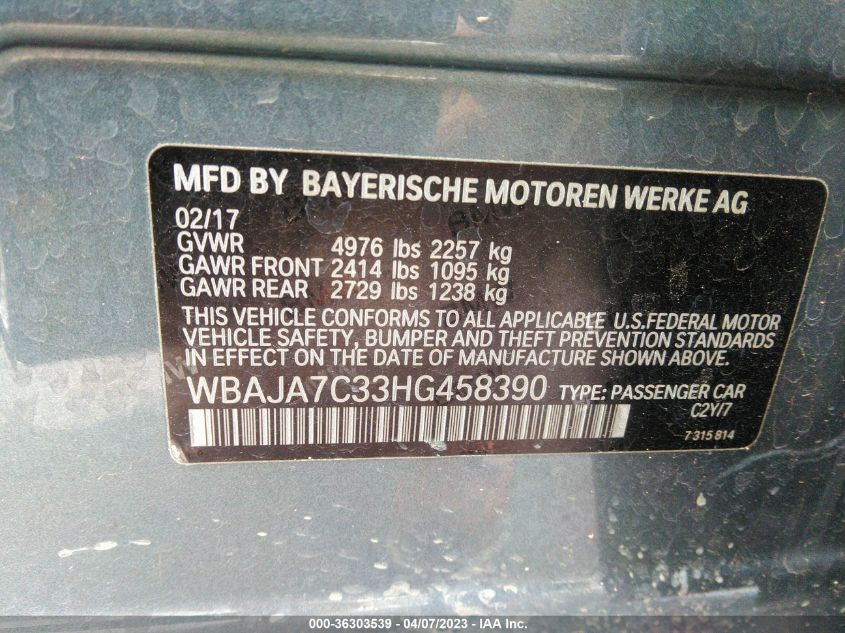 MFD BY BAYERISCHE MOTOREN WERKE AG
02/17
GVWR 4976 lbs 2257 kg
GAWR FRONT 2414 lbs 1095 kg
GAWR REAR 2729 lbs 1238 kg
THIS VEHICLE CONFORMS TO ALL APPLICABLE U.S.FEDERAL MOTOR
VEHICLE SAFETY, BUMPER AND THEFT PREVENTION STANDARDS
IN EFFECT ON THE DATE OF MANUFACTURE SHOWN ABOVE.
WBAJA7C33HG458390 TYPE: PASSENGER CAR
C2Y/7
7315814
000-36303539 - 04/07/2023 - IAA Inc.